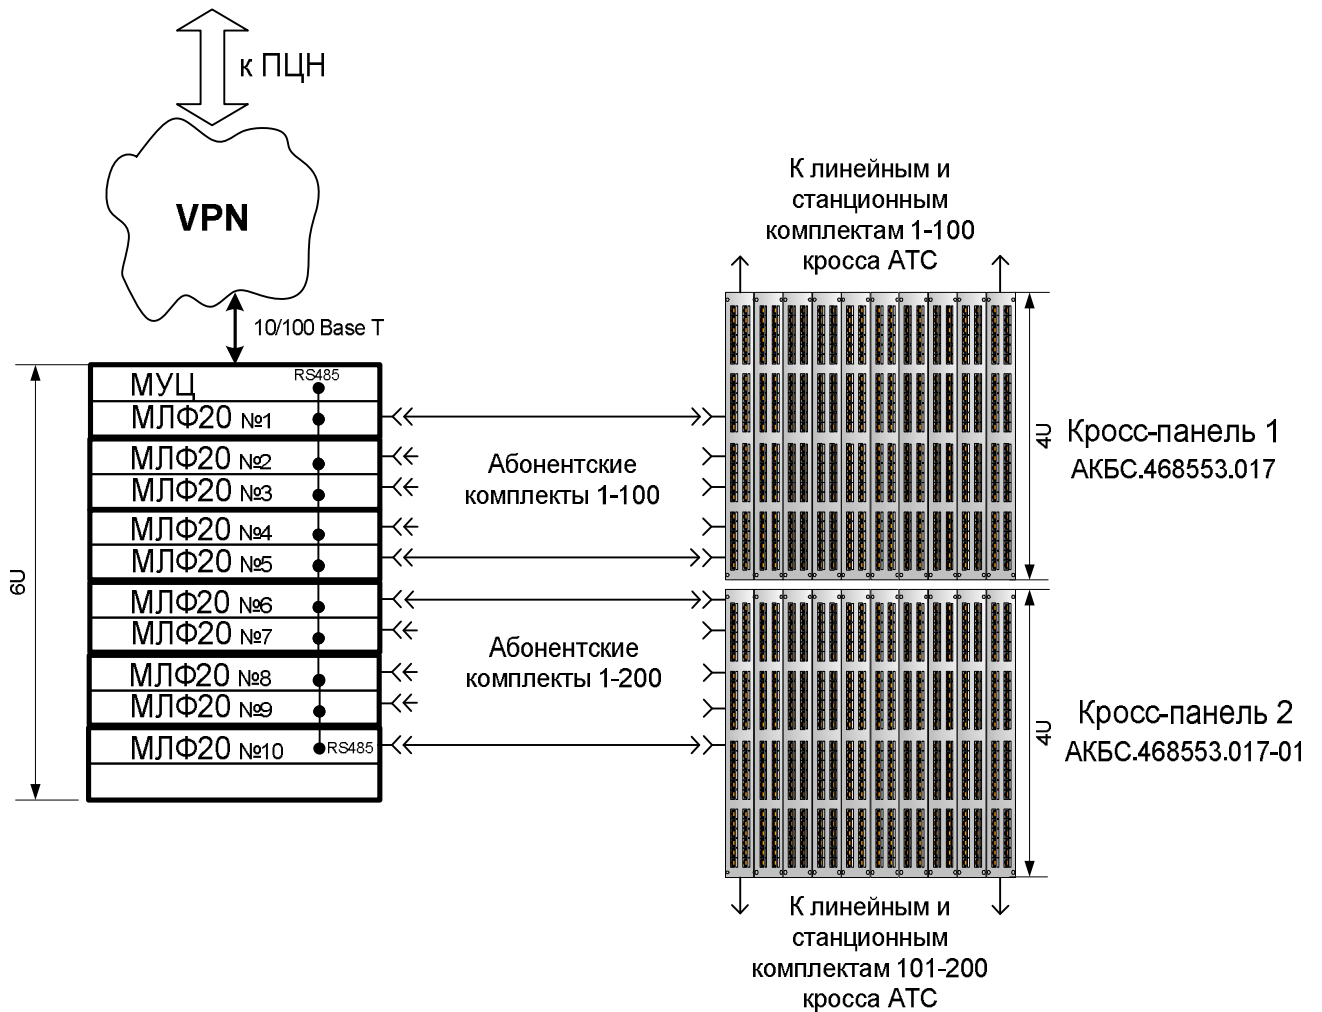 к ПЦН
VPN
10/100 Base T
RS485
МУЦ
МЛФ20 №1
МЛФ20 №2
МЛФ20 №3
МЛФ20 №4
МЛФ20 №5
МЛФ20 №6
МЛФ20 №7
МЛФ20 №8
МЛФ20 №9
МЛФ20 №10
RS485
6U
Абонентские
комплекты 1-100
Абонентские
комплекты 1-200
К линейным и
станционным
комплектам 1-100
кросса АТС
4U
Кросс-панель 1
АКБС.468553.017
4U
Кросс-панель 2
АКБС.468553.017-01
К линейным и
станционным
комплектам 101-200
кросса АТС